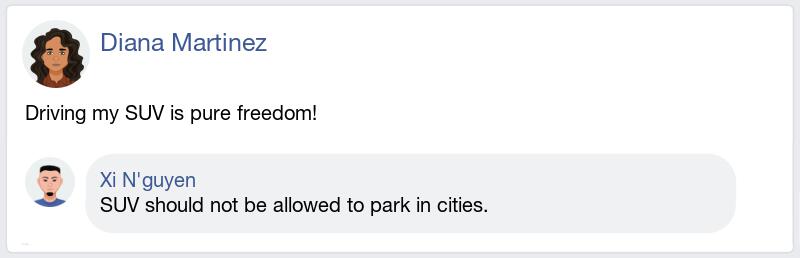 Diana Martinez
Driving my SUV is pure freedom!
Xi N'guyen
SUV should not be allowed to park in cities.